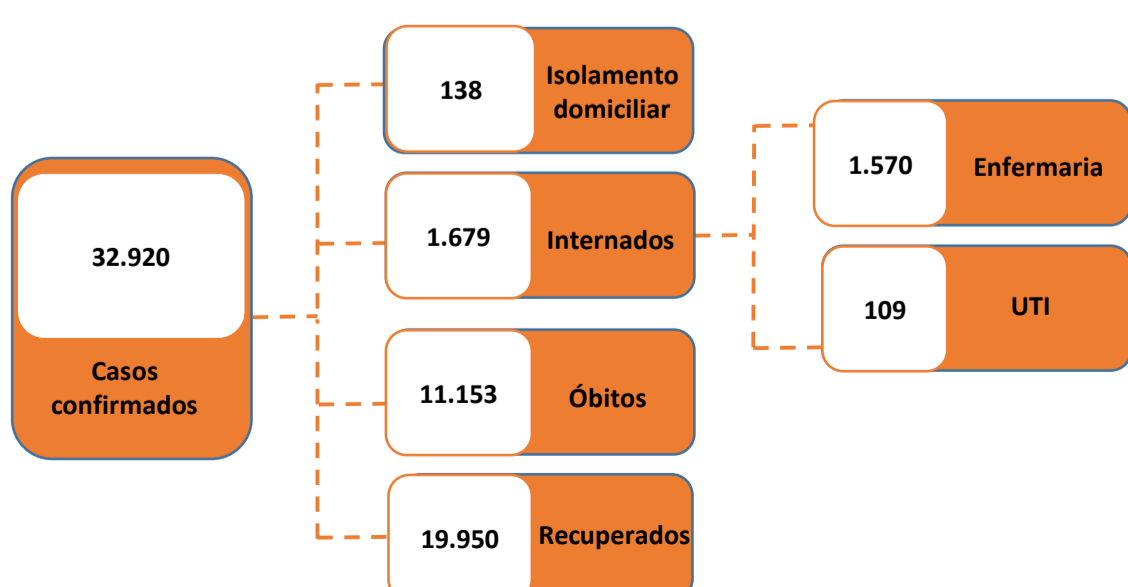 32.920
Casos
confirmados
138
Isolamento
domiciliar
1.679
Internados
11.153
Óbitos
19.950
Recuperados
1.570
Enfermaria
109
UTI